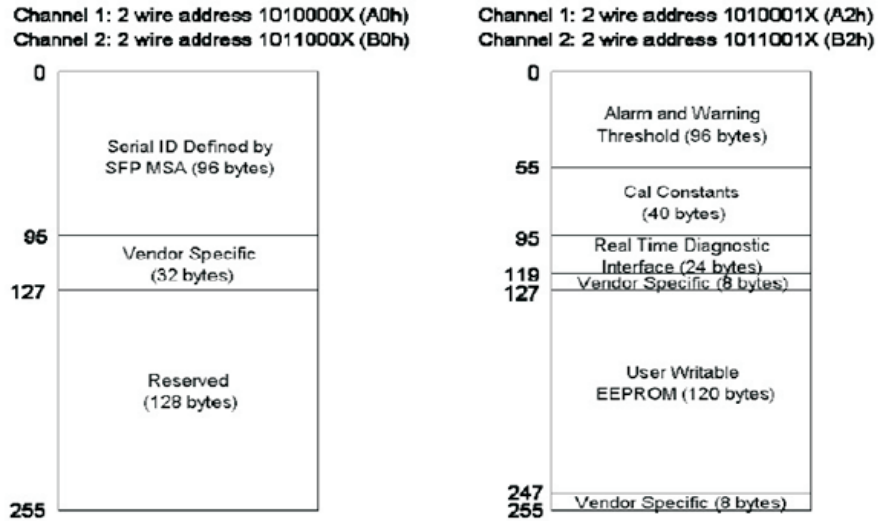 Channel 1: 2 wire address 1010000X (A0h)
Channel 2: 2 wire address 1011000X (B0h)
0
Serial ID Defined by
SFP MSA (96 bytes)
95
Vendor Specific
(32 bytes)
127
Reserved
(128 bytes)
255
Channel 1: 2 wire address 1010001X (A2h)
Channel 2: 2 wire address 1011001X (B2h)
0
Alarm and Warning
Threshold (96 bytes)
55
Cal Constants
(40 bytes)
95
Real Time Diagnostic
Interface (24 bytes)
119
Vendor Specific (8 bytes)
127
User Writable
EEPROM (120 bytes)
247
Vendor Specific (8 bytes)
255